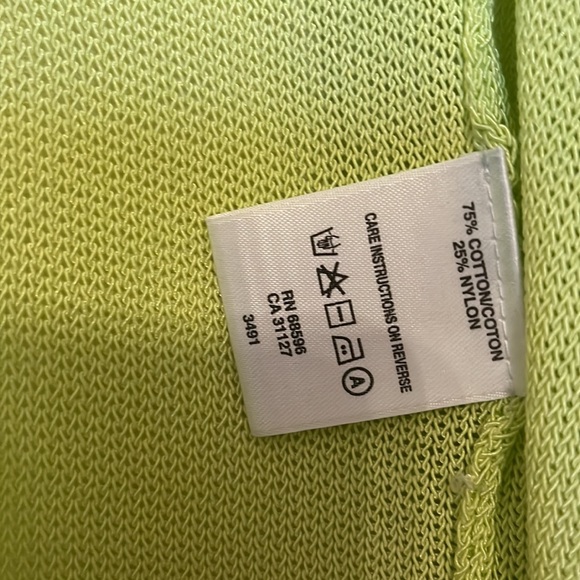 75% COTTON/COTON
25% NYLON
CARE INSTRUCTIONS ON REVERSE
A
RN 68596
CA 31127
3491